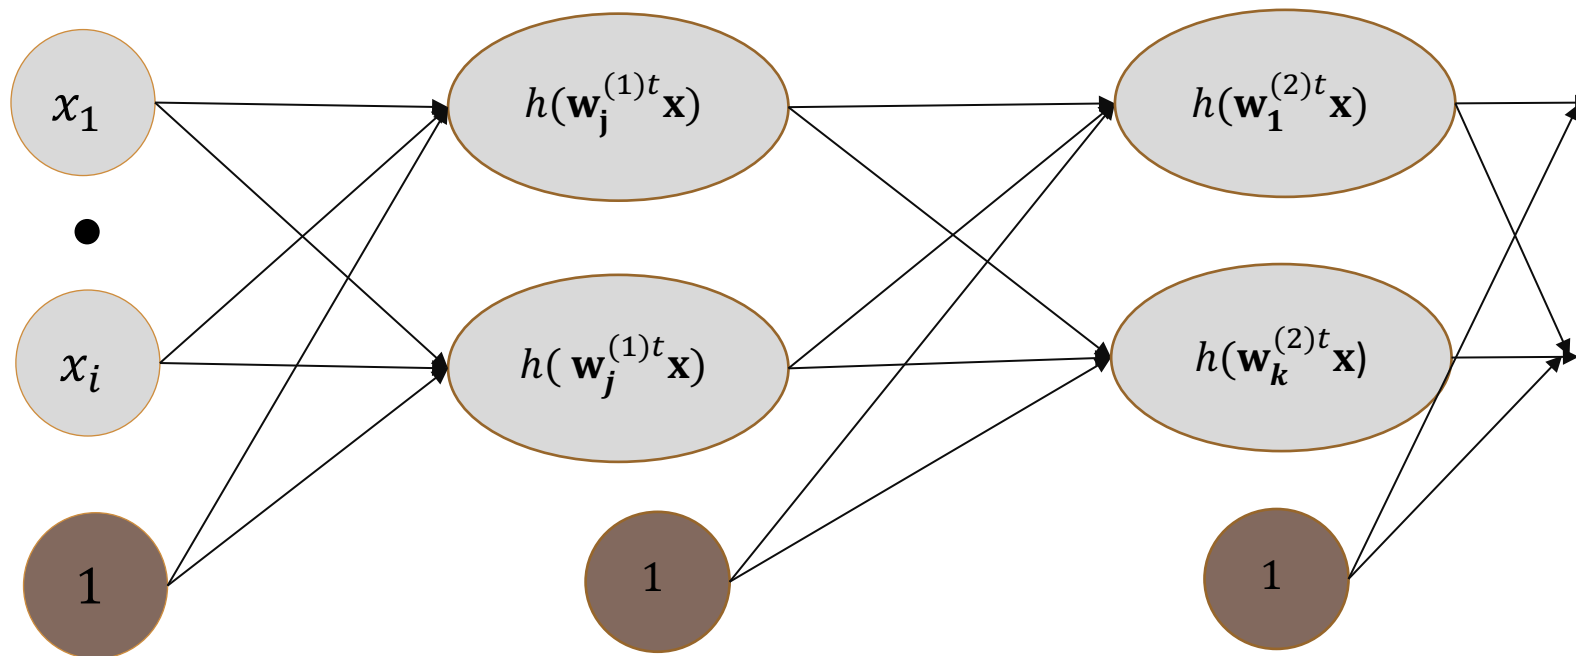 x₁
h(𝐰ⱼ⁽¹⁾ᵗ𝐱)
h(𝐰₁⁽²⁾ᵗ𝐱)
xᵢ
h( 𝐰ⱼ⁽¹⁾ᵗ𝐱)
h(𝐰ₖ⁽²⁾ᵗ𝐱)
1
1
1